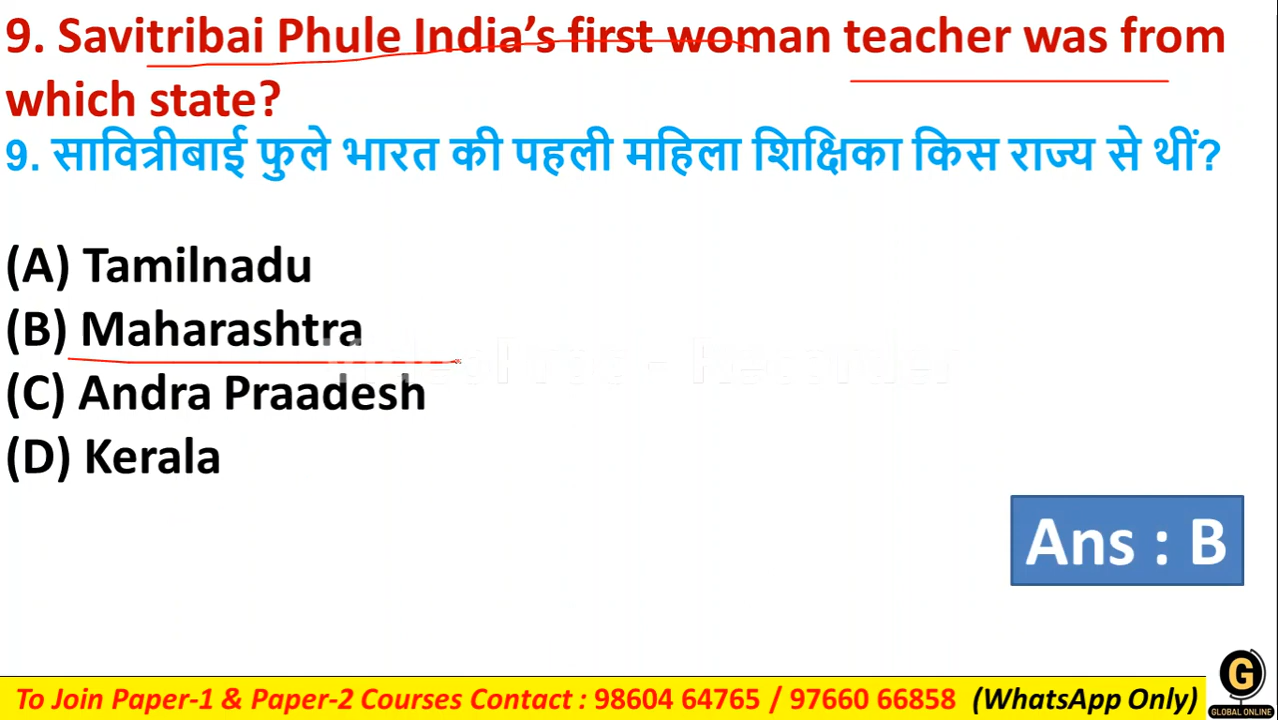 9. Savitribai Phule India’s first woman teacher was from
which state?
9. सावित्रीबाई फुले भारत की पहली महिला शिक्षिका किस राज्य से थीं?
(A) Tamilnadu
(B) Maharashtra
(C) Andra Praadesh
(D) Kerala
Ans : B
To Join Paper-1 & Paper-2 Courses Contact : 98604 64765 / 97660 66858 (WhatsApp Only)
G
GLOBAL ONLINE